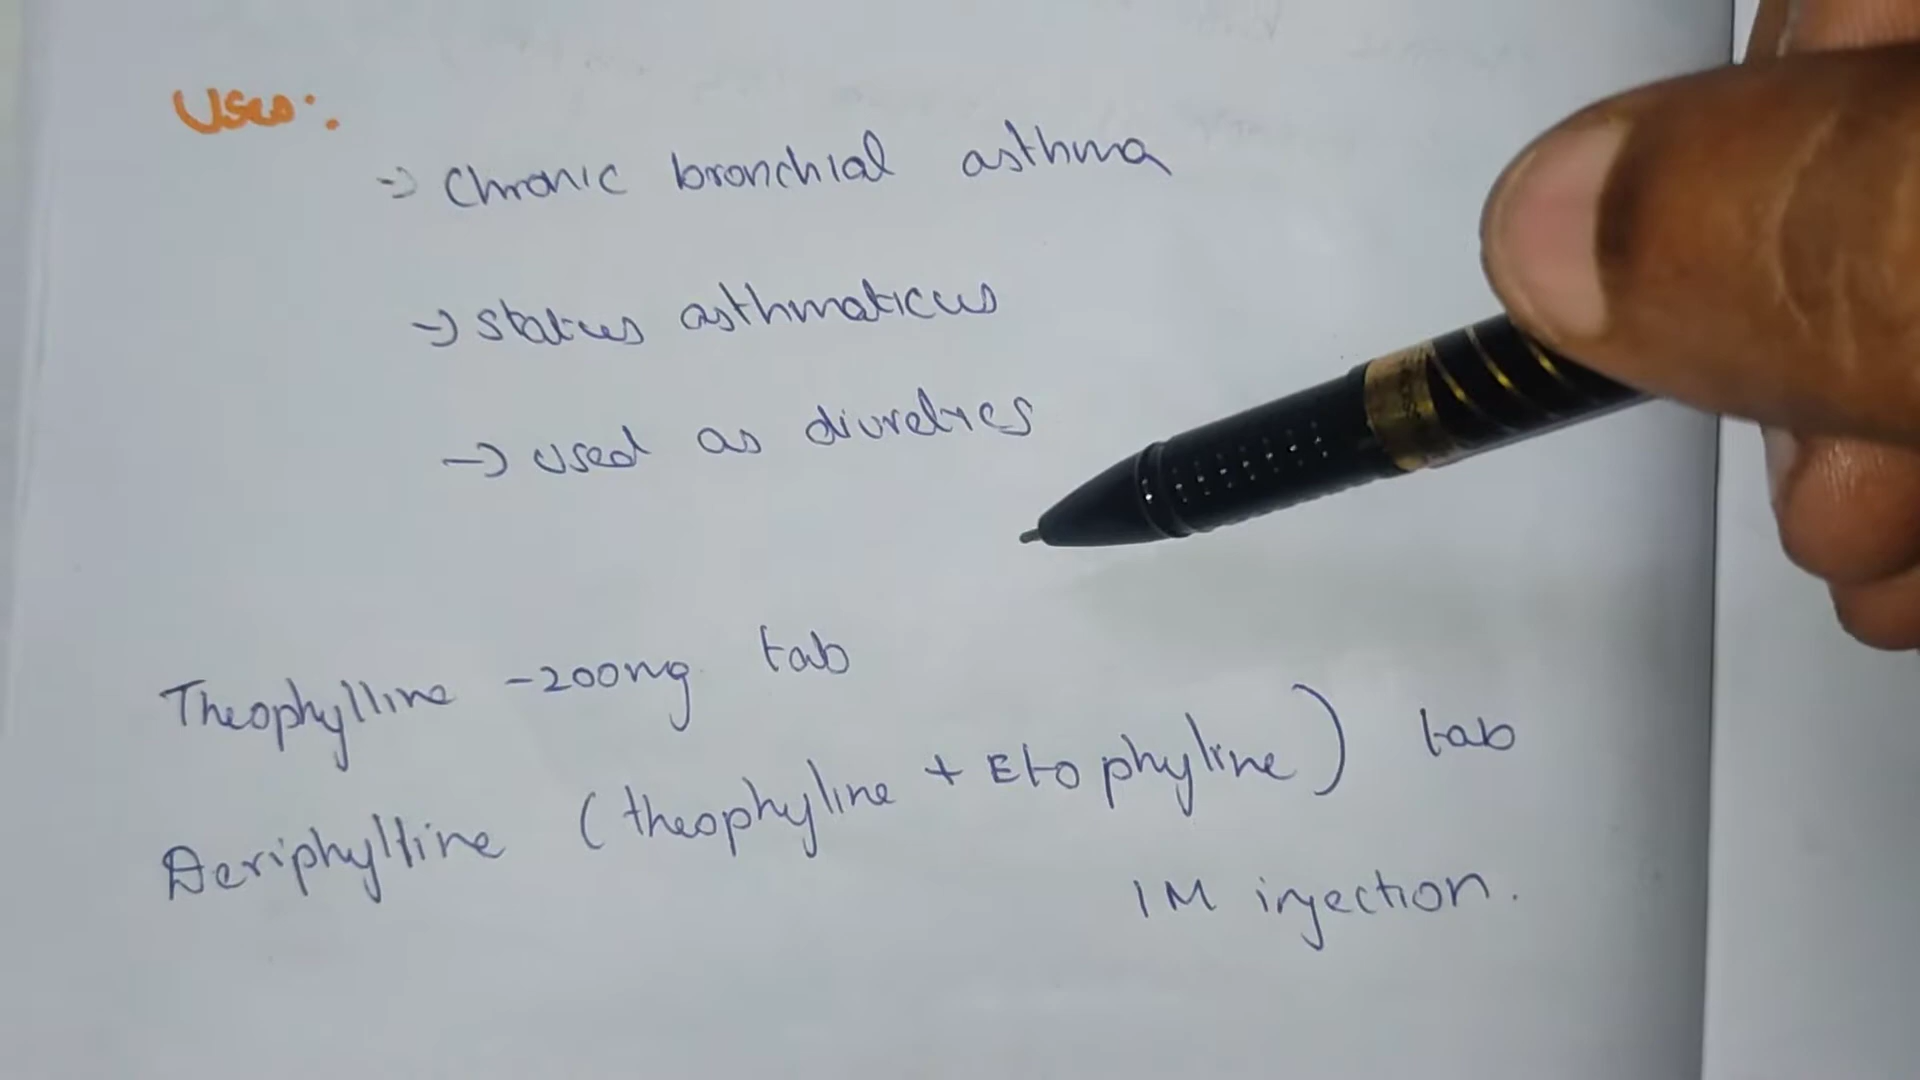 Uses:
→ Chronic bronchial asthma
→ status asthmaticus
→ used as diuretics
Theophylline - 200mg tab
Deriphylline (theophyline + Etophyline) tab
IM injection.